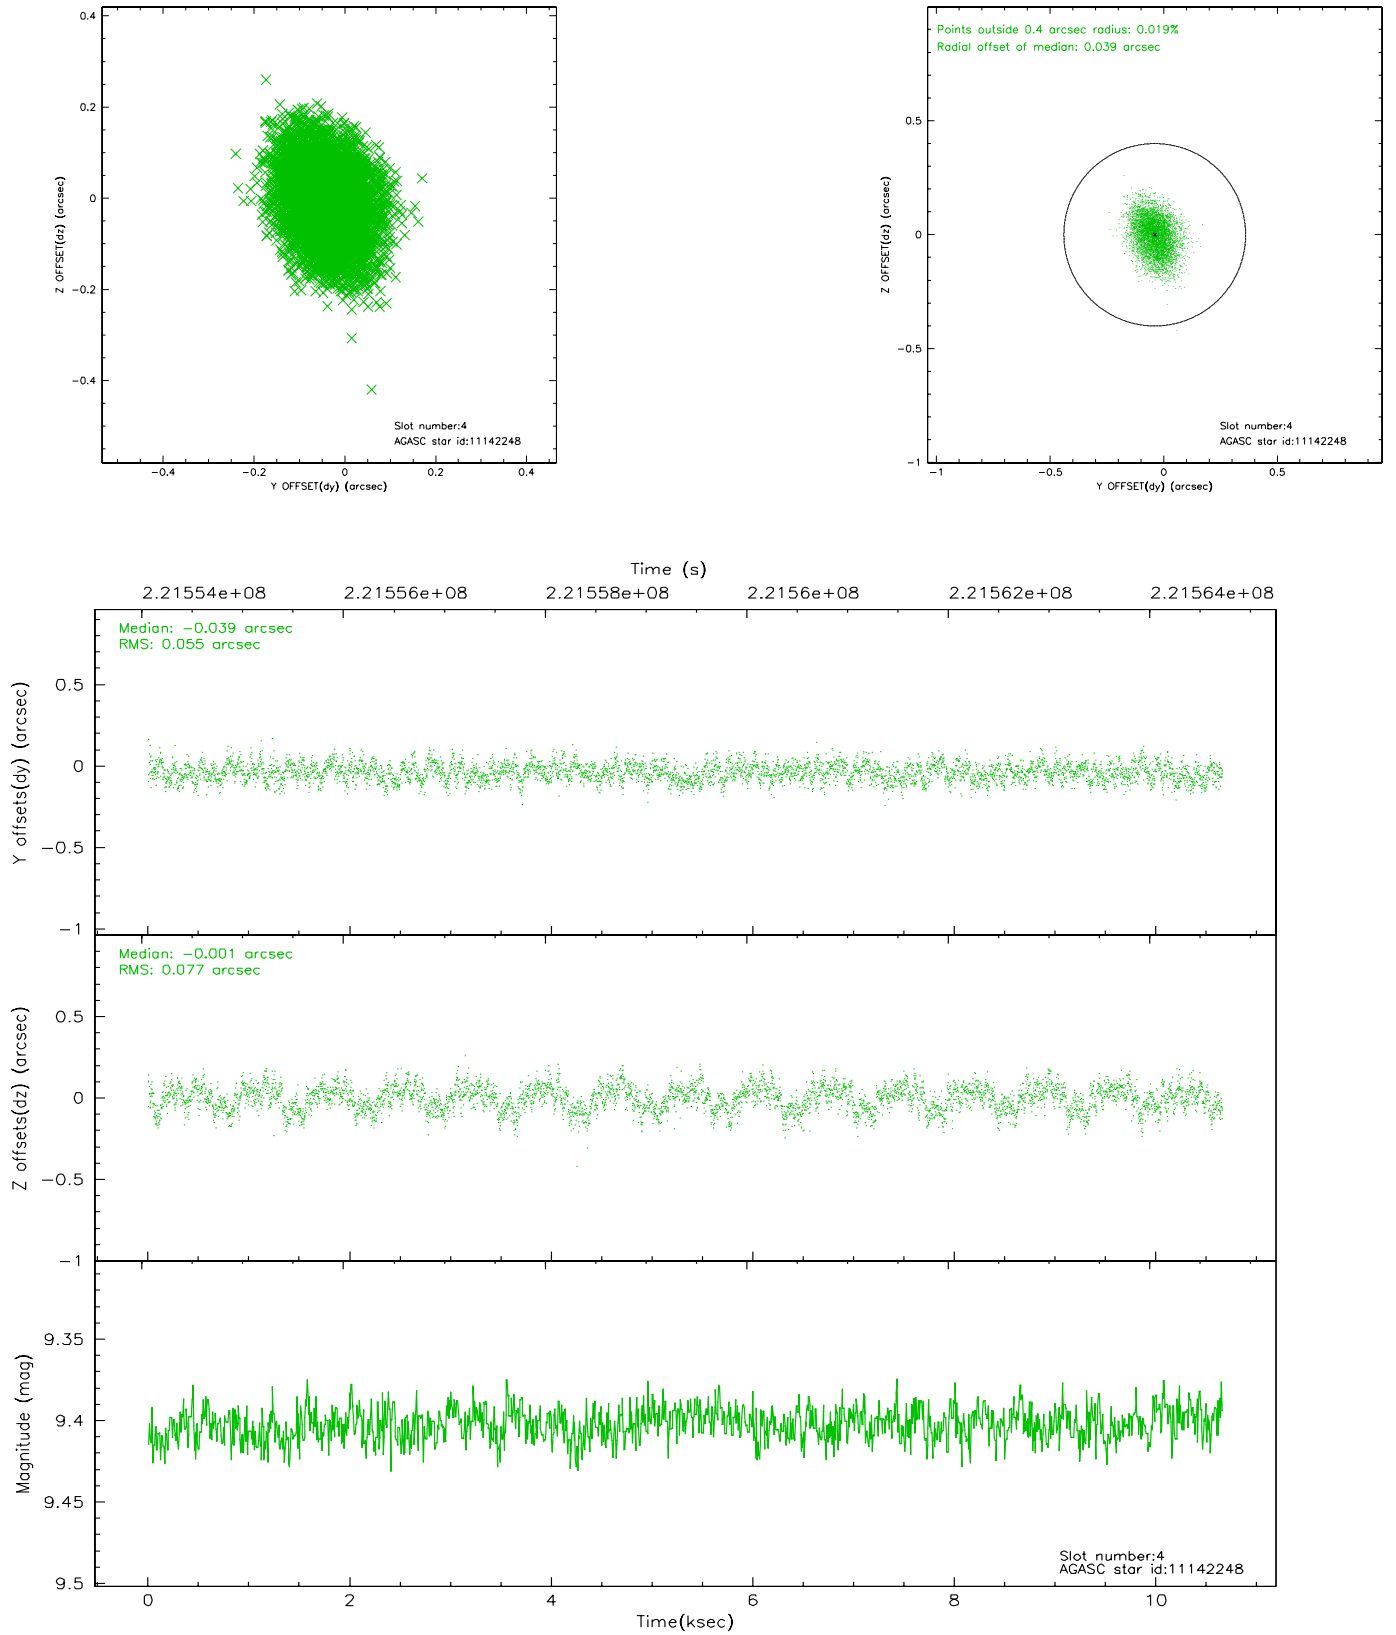 0.4
0.2
0
−0.2
−0.4
Z OFFSET(dz) (arcsec)
Slot number:4
AGASC star id:11142248
−0.4 −0.2 0 0.2 0.4
Y OFFSET(dy) (arcsec)
Points outside 0.4 arcsec radius: 0.019%
Radial offset of median: 0.039 arcsec
0.5
0
−0.5
−1
Z OFFSET(dz) (arcsec)
Slot number:4
AGASC star id:11142248
−1 −0.5 0 0.5
Y OFFSET(dy) (arcsec)
Time (s)
2.21554e+08 2.21556e+08 2.21558e+08 2.2156e+08 2.21562e+08 2.21564e+08
Median: −0.039 arcsec
RMS: 0.055 arcsec
0.5
0
−0.5
−1
Y offsets(dy) (arcsec)
Median: −0.001 arcsec
RMS: 0.077 arcsec
0.5
0
−0.5
−1
Z offsets(dz) (arcsec)
9.35
9.4
9.45
9.5
Magnitude (mag)
Slot number:4
AGASC star id:11142248
0 2 4 6 8 10
Time(ksec)